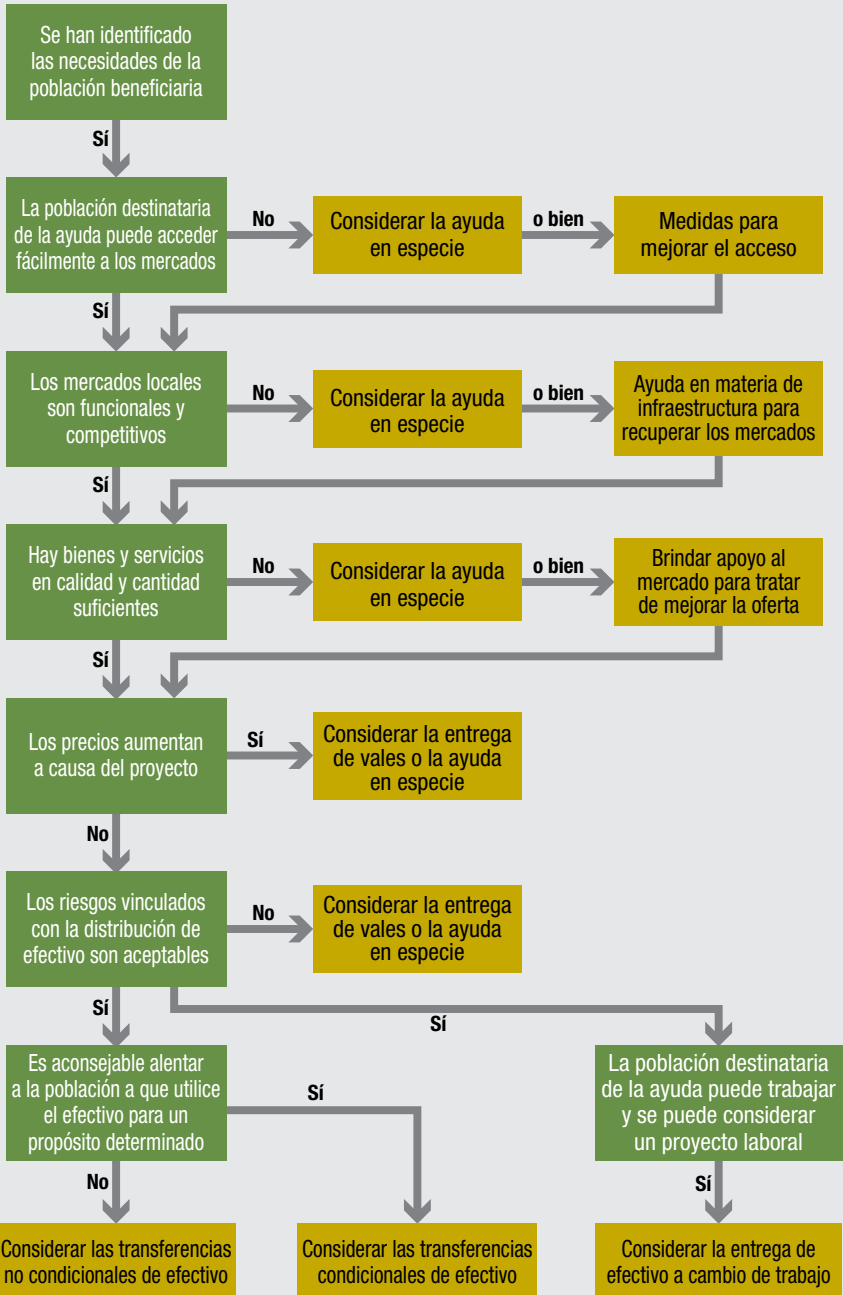 Se han identificado
las necesidades de la
población beneficiaria
Sí
La población destinataria
de la ayuda puede acceder
fácilmente a los mercados
No
Considerar la ayuda
en especie
o bien
Medidas para
mejorar el acceso
Sí
Los mercados locales
son funcionales y
competitivos
No
Considerar la ayuda
en especie
o bien
Ayuda en materia de
infraestructura para
recuperar los mercados
Sí
Hay bienes y servicios
en calidad y cantidad
suficientes
No
Considerar la ayuda
en especie
o bien
Brindar apoyo al
mercado para tratar
de mejorar la oferta
Sí
Los precios aumentan
a causa del proyecto
Sí
Considerar la entrega
de vales o la ayuda
en especie
No
Los riesgos vinculados
con la distribución de
efectivo son aceptables
No
Considerar la entrega
de vales o la ayuda
en especie
Sí
Sí
Es aconsejable alentar
a la población a que utilice
el efectivo para un
propósito determinado
Sí
La población destinataria
de la ayuda puede trabajar
y se puede considerar
un proyecto laboral
No
Sí
Considerar las transferencias
no condicionales de efectivo
Considerar las transferencias
condicionales de efectivo
Considerar la entrega de
efectivo a cambio de trabajo